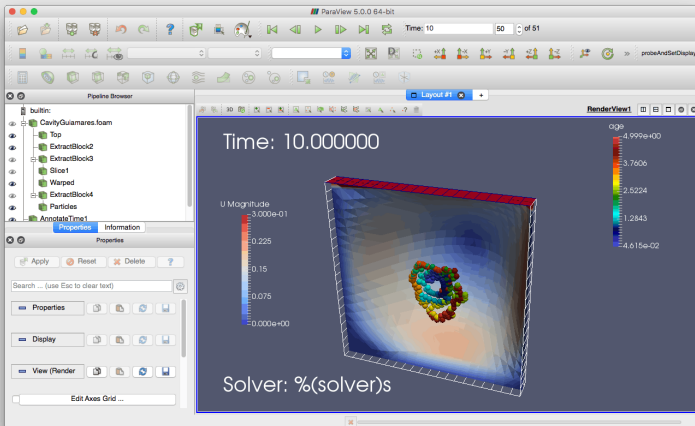 ParaView 5.0.0 64-bit
Time: 10 50 of 51
probeAndSetDisplay
Pipeline Browser
Layout #1 +
builtin:
3D
RenderView1
CavityGuiamares.foam
Top
ExtractBlock2
ExtractBlock3
Slice1
Warped
ExtractBlock4
Particles
AnnotateTime1
Properties Information
Properties
Apply Reset Delete ?
Search ... (use Esc to clear text)
Properties
Display
View (Render
Edit Axes Grid ...
Time: 10.000000
age
4.999e+00
3.7606
2.5224
1.2843
4.615e-02
U Magnitude
3.000e-01
0.225
0.15
0.075
0.000e+00
Solver: %(solver)s